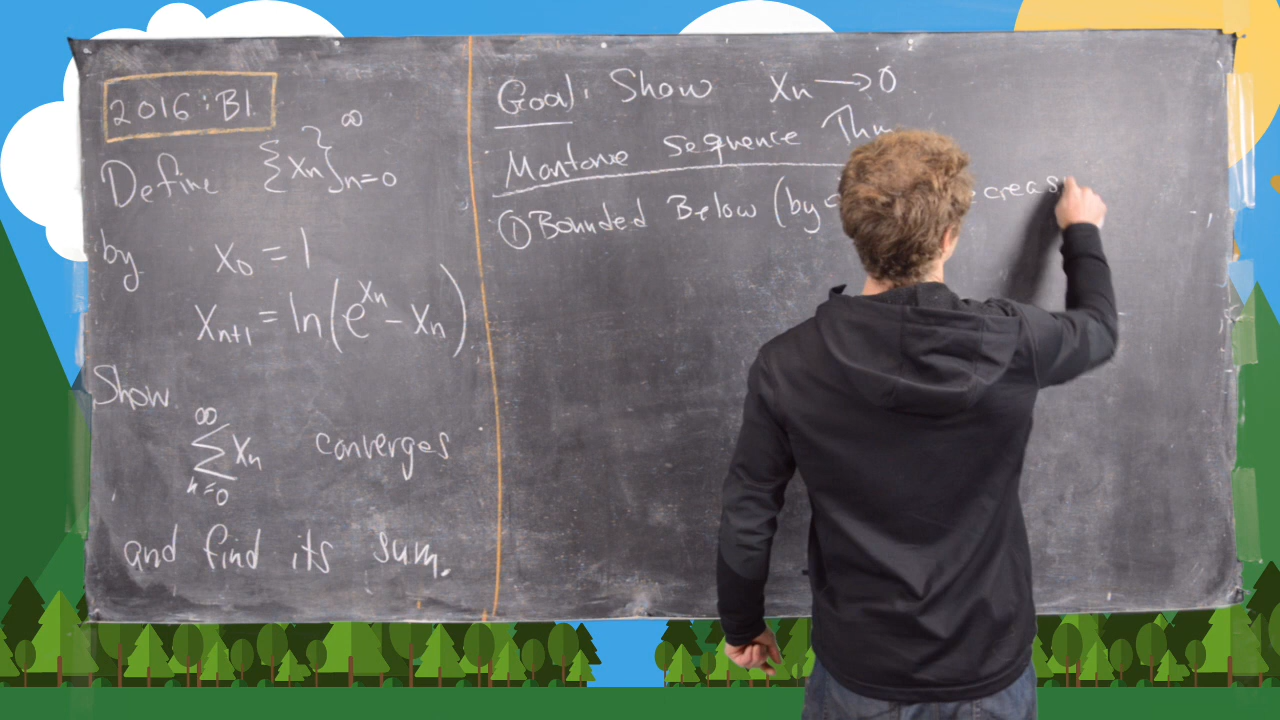 2016:B1
Define {Xn}∞n=0
by X0 = 1
Xn+1 = ln(e^Xn - Xn)
Show
∞
∑ Xn converges
n=0
and find its sum.
Goal: Show Xn → 0
Monotone Sequence Thm
① Bounded Below (by